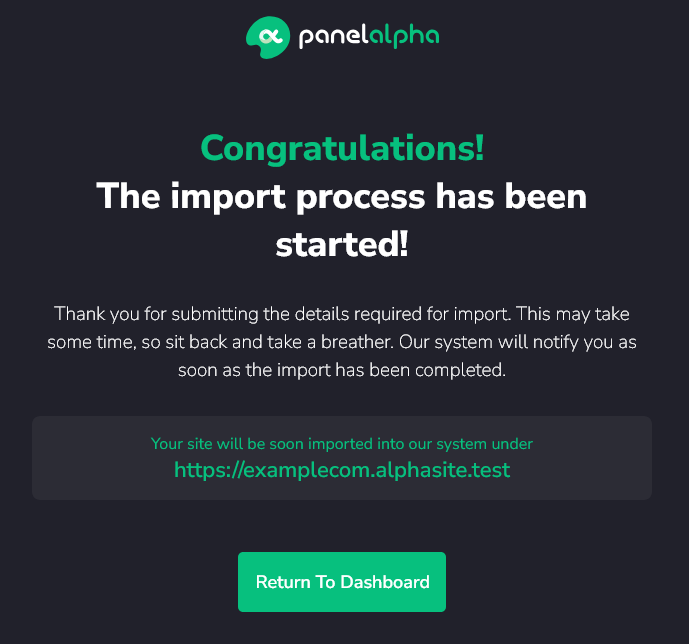 panelalpha
Congratulations!
The import process has been
started!
Thank you for submitting the details required for import. This may take
some time, so sit back and take a breather. Our system will notify you as
soon as the import has been completed.
Your site will be soon imported into our system under
https://examplecom.alphasite.test
Return To Dashboard